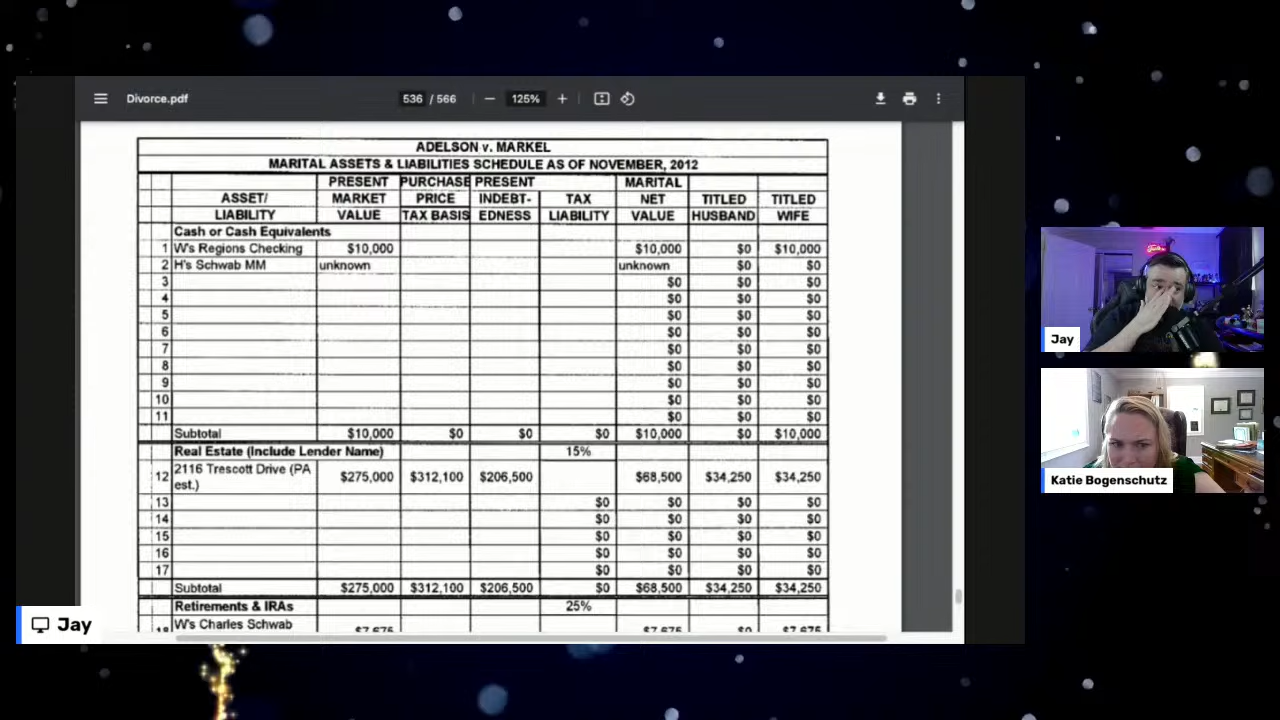 Divorce.pdf 536 / 566 125%
ADELSON v. MARKEL
MARITAL ASSETS & LIABILITIES SCHEDULE AS OF NOVEMBER, 2012
PRESENT PURCHASE PRESENT MARITAL
ASSET/ MARKET PRICE INDEBT- TAX NET TITLED TITLED
LIABILITY VALUE TAX BASIS EDNESS LIABILITY VALUE HUSBAND WIFE
Cash or Cash Equivalents
1 W's Regions Checking $10,000 $10,000 $0 $10,000
2 H's Schwab MM unknown unknown $0 $0
3 $0 $0 $0
4 $0 $0 $0
5 $0 $0 $0
6 $0 $0 $0
7 $0 $0 $0
8 $0 $0 $0
9 $0 $0 $0
10 $0 $0 $0
11 $0 $0 $0
Subtotal $10,000 $0 $0 $0 $10,000 $0 $10,000
Real Estate (Include Lender Name) 15%
12 2116 Trescott Drive (PA
est.) $275,000 $312,100 $206,500 $68,500 $34,250 $34,250
13 $0 $0 $0 $0
14 $0 $0 $0 $0
15 $0 $0 $0 $0
16 $0 $0 $0 $0
17 $0 $0 $0 $0
Subtotal $275,000 $312,100 $206,500 $0 $68,500 $34,250 $34,250
Retirements & IRAs 25%
W's Charles Schwab
18 $7,675 $7,675 $0 $7,675
Jay
Jay
Katie Bogenschutz